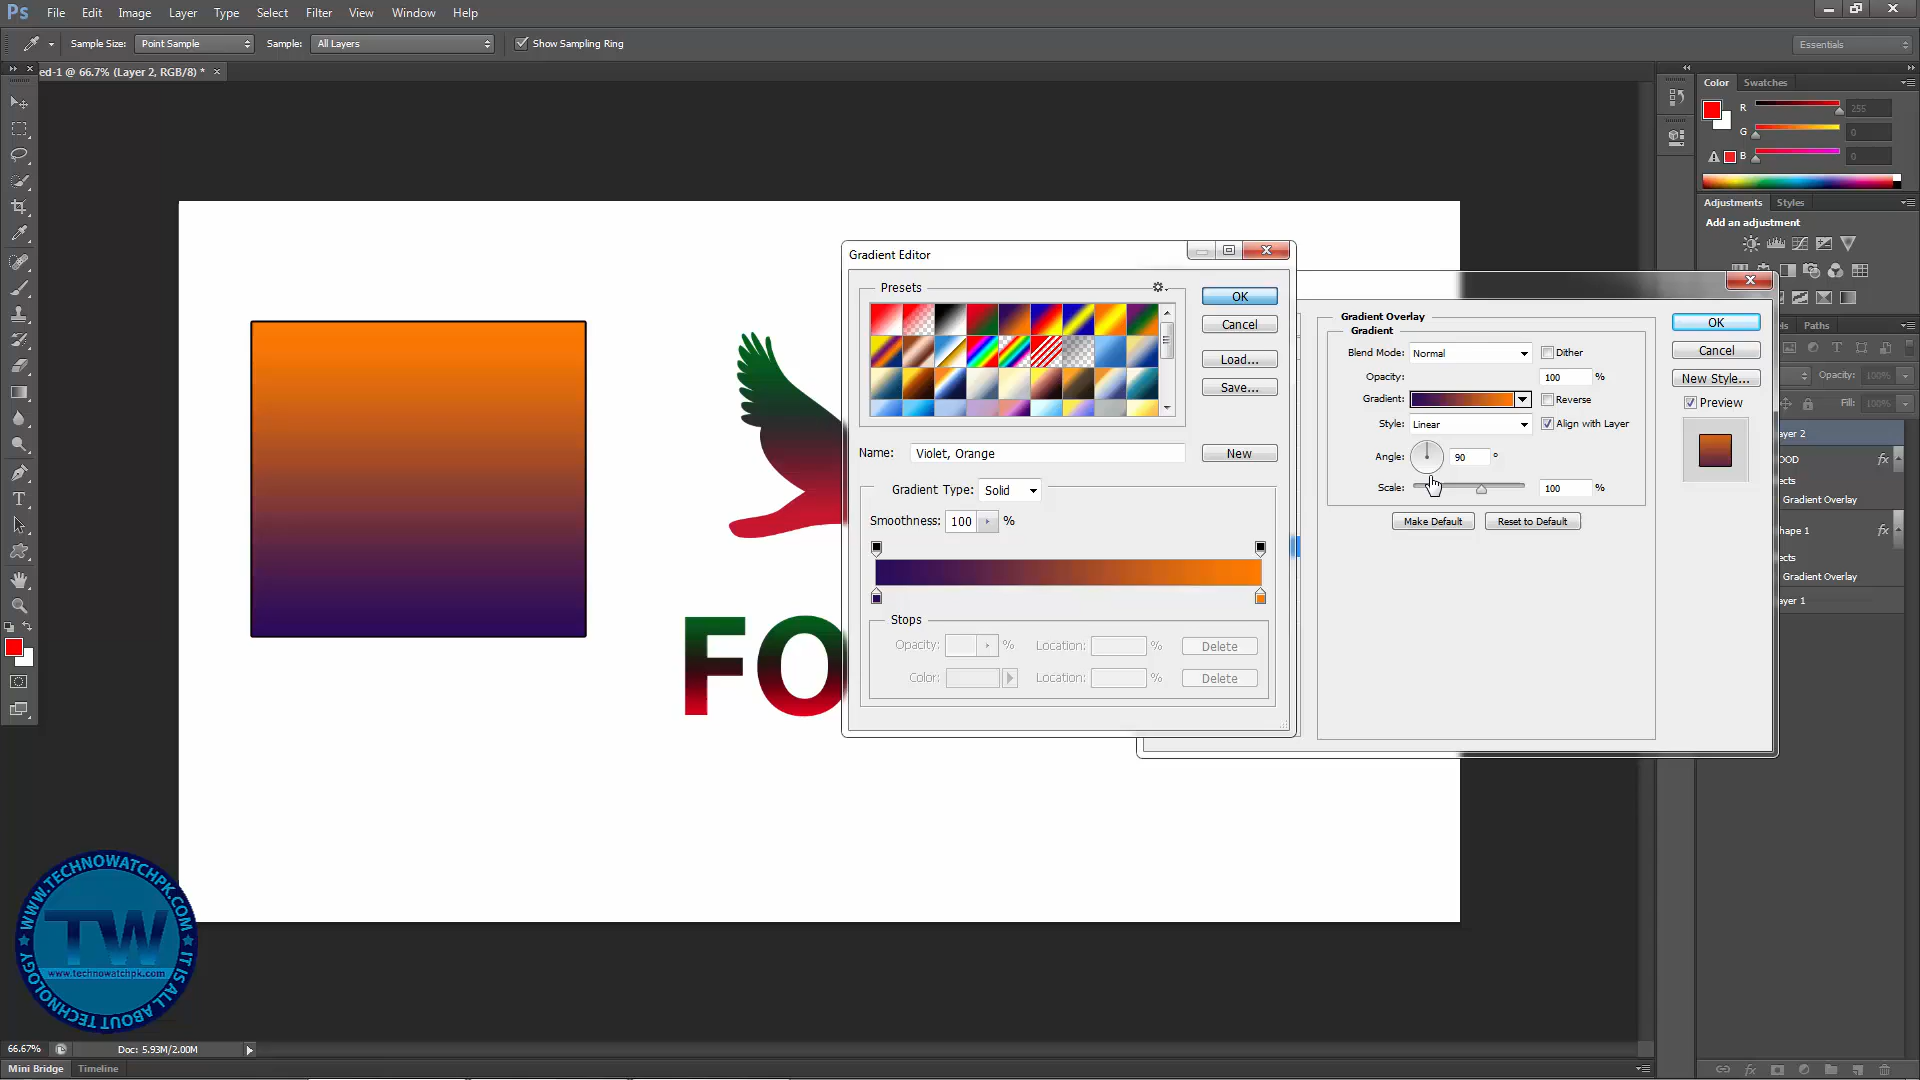 Ps File Edit Image Layer Type Select Filter View Window Help
Sample Size: Point Sample Sample: All Layers Show Sampling Ring Essentials
ed-1 @ 66.7% (Layer 2, RGB/8) * ×
Color Swatches
R 255
G 0
B 0
Adjustments Styles
Add an adjustment
Paths
Opacity: 100%
Fill: 100%
ayer 2
OOD fx
Gradient Overlay
hape 1 fx
Gradient Overlay
ayer 1
Gradient Editor
Presets
OK
Cancel
Load...
Save...
Name: Violet, Orange New
Gradient Type: Solid
Smoothness: 100 %
Stops
Opacity: % Location: % Delete
Color: Location: % Delete
Gradient Overlay
Gradient
Blend Mode: Normal Dither
Opacity: 100 %
Gradient: Reverse
Style: Linear Align with Layer
Angle: 90 °
Scale: 100 %
Make Default Reset to Default
OK
Cancel
New Style...
Preview
FO
WWW.TECHNOWATCHPK.COM
TW
www.technowatchpk.com
IT IS ALL ABOUT TECHNOLOGY
66.67% Doc: 5.93M/2.00M
Mini Bridge Timeline